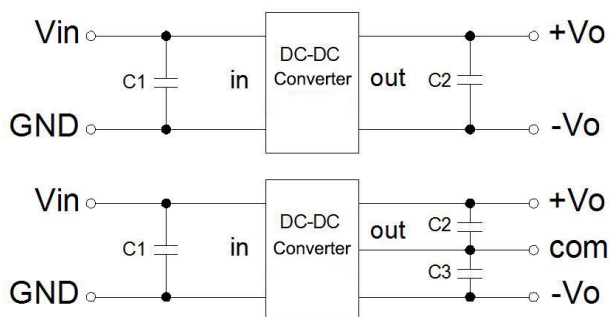 Vin
+Vo
DC-DC
Converter
C1
in
out
C2
GND
-Vo
Vin
+Vo
DC-DC
Converter
C1
in
out
C2
com
C3
GND
-Vo